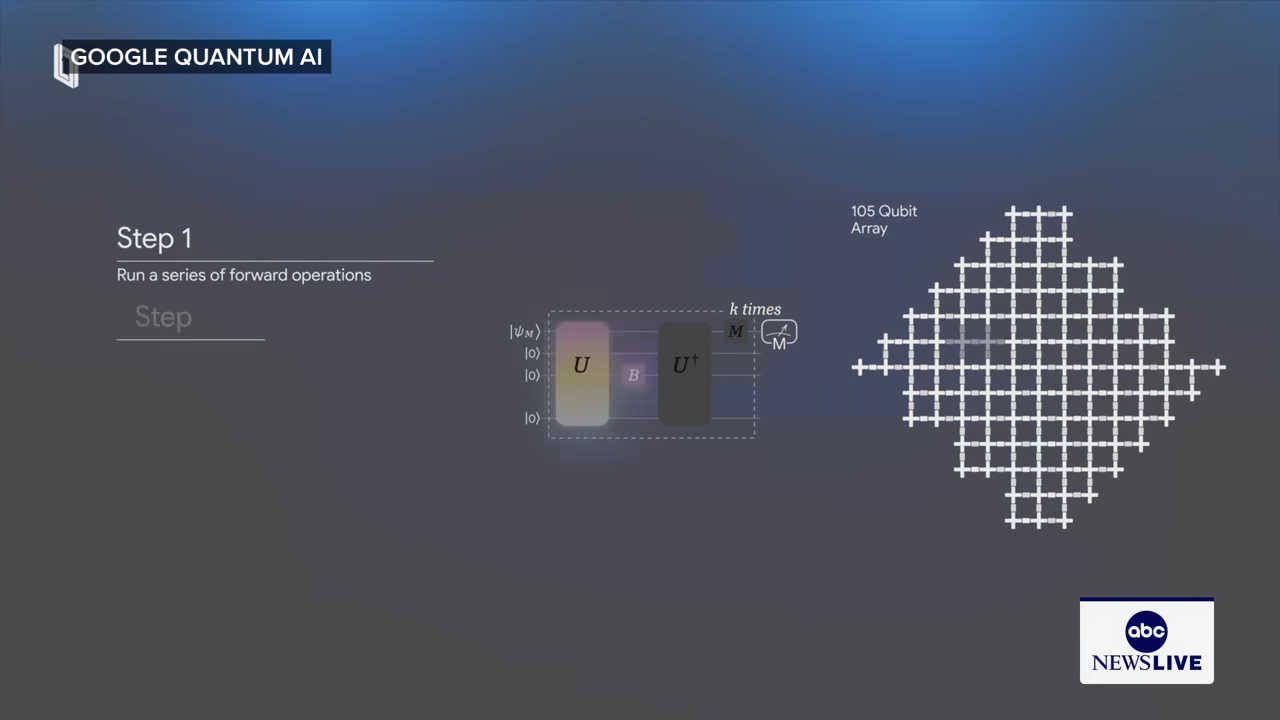 GOOGLE QUANTUM AI
Step 1
Run a series of forward operations
Step
105 Qubit
Array
k times
|ψ_M⟩
|0⟩
|0⟩
|0⟩
U
B
U†
M
M
abc
NEWSLIVE